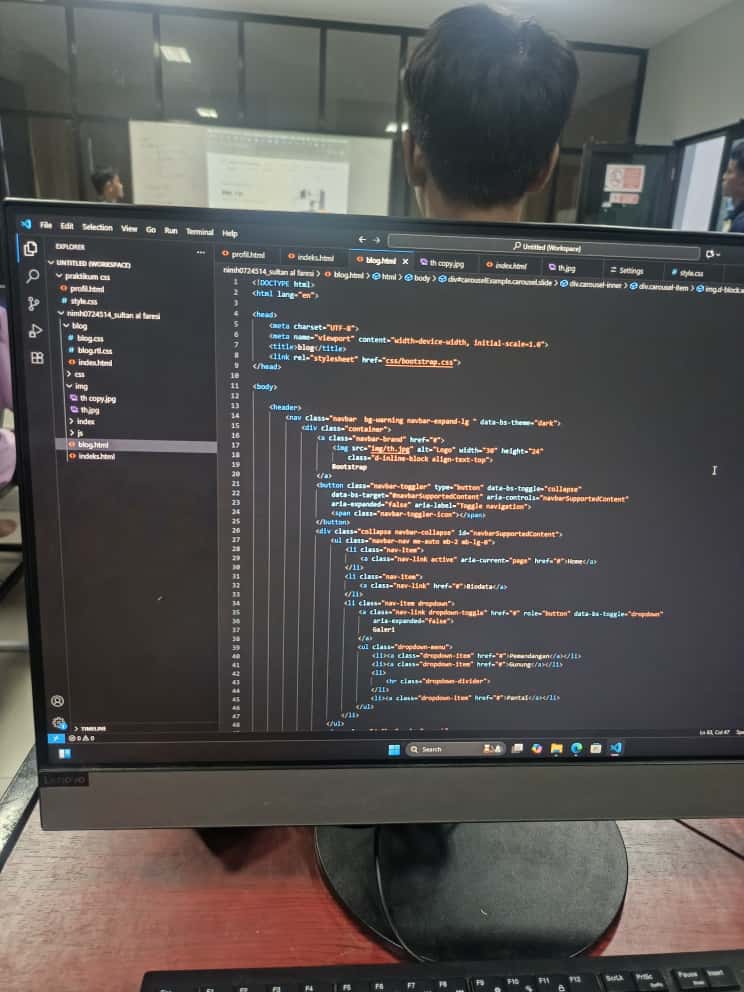 File Edit Selection View Go Run Terminal Help
Untitled (Workspace)
EXPLORER
UNTITLED (WORKSPACE)
praktikum css
profil.html
style.css
nimh0724514_sultan al faresi
blog
blog.css
blog.rtl.css
index.html
css
img
th copy.jpg
th.jpg
index
js
blog.html
indeks.html
TIMELINE
profil.html
indeks.html
blog.html
th copy.jpg
index.html
th.jpg
Settings
style.css
nimh0724514_sultan al faresi > blog.html > html > body > div#carouselExample.carousel.slide > div.carousel-inner > div.carousel-item > img.d-block.w
1 <!DOCTYPE html>
2 <html lang="en">
3
4 <head>
5 <meta charset="UTF-8">
6 <meta name="viewport" content="width=device-width, initial-scale=1.0">
7 <title>blog</title>
8 <link rel="stylesheet" href="css/bootstrap.css">
9 </head>
10
11 <body>
12
13 <header>
14 <nav class="navbar bg-warning navbar-expand-lg " data-bs-theme="dark">
15 <div class="container">
16 <a class="navbar-brand" href="#">
17 <img src="img/th.jpg" alt="Logo" width="30" height="24"
18 class="d-inline-block align-text-top">
19 Bootstrap
20 </a>
21 <button class="navbar-toggler" type="button" data-bs-toggle="collapse"
22 data-bs-target="#navbarSupportedContent" aria-controls="navbarSupportedContent"
23 aria-expanded="false" aria-label="Toggle navigation">
24 <span class="navbar-toggler-icon"></span>
25 </button>
26 <div class="collapse navbar-collapse" id="navbarSupportedContent">
27 <ul class="navbar-nav me-auto mb-2 mb-lg-0">
28 <li class="nav-item">
29 <a class="nav-link active" aria-current="page" href="#">Home</a>
30 </li>
31 <li class="nav-item">
32 <a class="nav-link" href="#">Biodata</a>
33 </li>
34 <li class="nav-item dropdown">
35 <a class="nav-link dropdown-toggle" href="#" role="button" data-bs-toggle="dropdown"
36 aria-expanded="false">
37 Galeri
38 </a>
39 <ul class="dropdown-menu">
40 <li><a class="dropdown-item" href="#">Pemandangan</a></li>
41 <li><a class="dropdown-item" href="#">Gunung</a></li>
42 <li>
43 <hr class="dropdown-divider">
44 </li>
45 <li><a class="dropdown-item" href="#">Pantai</a></li>
46 </ul>
47 </li>
48 </ul>
0 0
Ln 83, Col 47
Search
Lenovo
F1 F2 F3 F4 F5 F6 F7 F8 F9 F10 F11 F12 ScrLk PrtSc Pause Insert